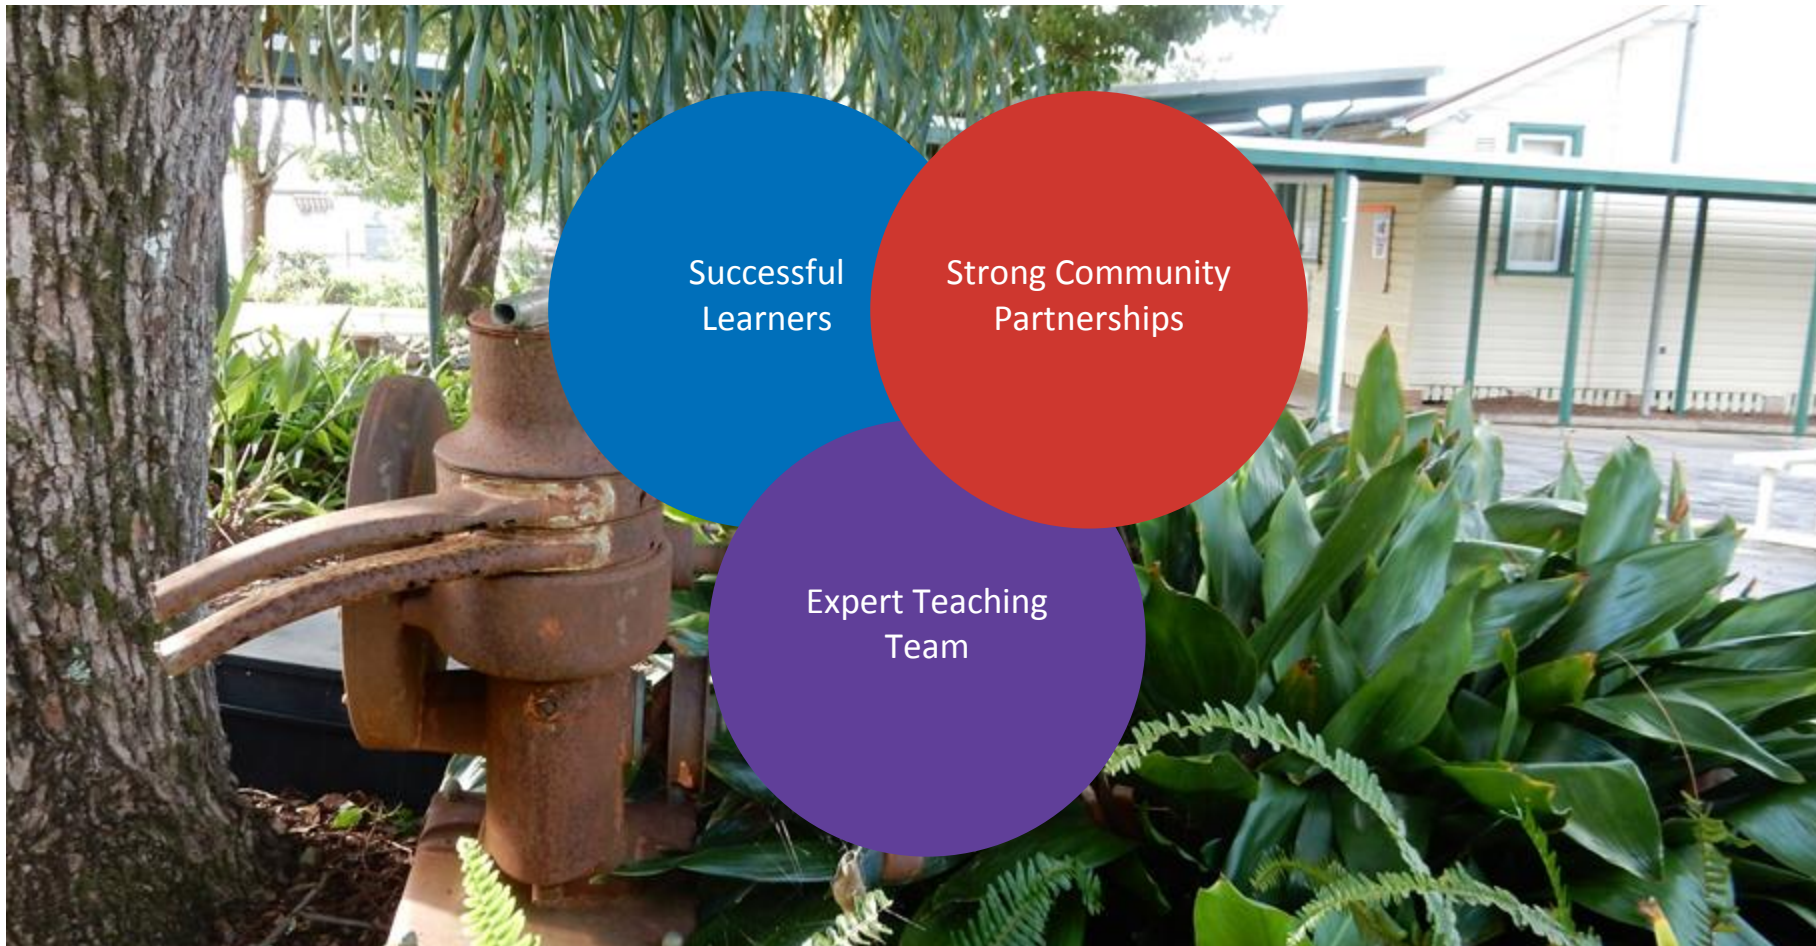 Successful
Learners
Strong Community
Partnerships
Expert Teaching
Team